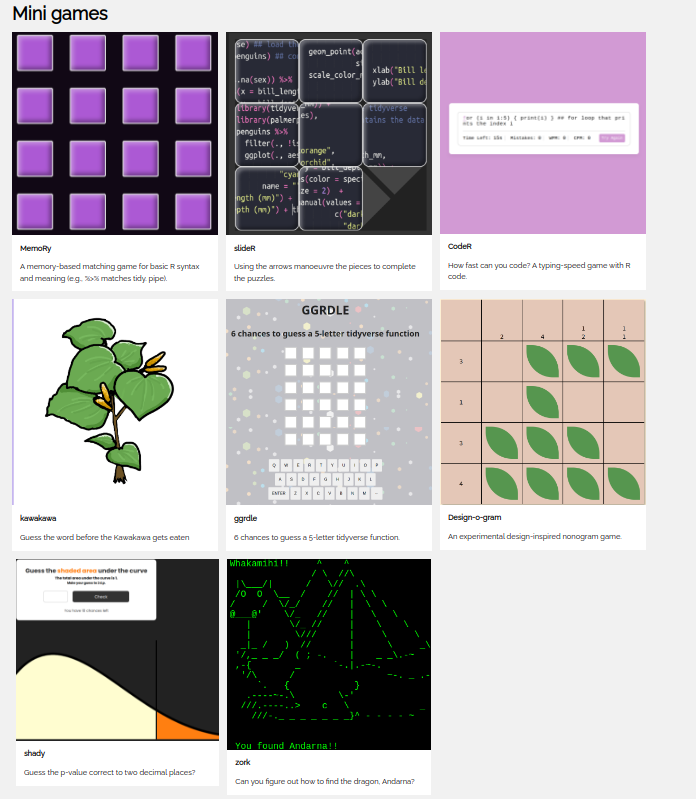 Mini games
se) ## load th
enguins) ## co
.na(sex)) %>%
(x = bill_leng
geom_point(a
scale_color_m
xlab("Bill le
ylab("Bill de
library(tidyve
library(palmer
penguins %>%
filter(., !is
ggplot(., aes
es),
orange",
orchid",
tidyverse
tains the data
h_mm,
"cya
name = "
ngth (mm)") +
pth (mm)") +
s(color = spec
ze = 2) +
anual(values =
c("dar
"dar
for (i in 1:5) { print(i) } ## for loop that pri
nts the index i
Time Left: 15s Mistakes: 0 WPM: 0 CPM: 0 Try Again
MemoRy
A memory-based matching game for basic R syntax
and meaning (e.g., %>% matches tidy. pipe).
slideR
Using the arrows manoeuvre the pieces to complete
the puzzles.
CodeR
How fast can you code? A typing-speed game with R
code.
GGRDLE
6 chances to guess a 5-letter tidyverse function
Q W E R T Y U I O P
A S D F G H J K L
ENTER Z X C V B N M ←
1 1
2 4 2 1
3
1
3
4
kawakawa
Guess the word before the Kawakawa gets eaten
ggrdle
6 chances to guess a 5-letter tidyverse function.
Design-o-gram
An experimental design-inspired nonogram game.
Guess the shaded area under the curve
The total area under the curve is 1.
Make your guess to 2 d.p.
Check
You have 10 chances left
Whakamihi!!
You found Andarna!!
shady
Guess the p-value correct to two decimal places?
zork
Can you figure out how to find the dragon, Andarna?